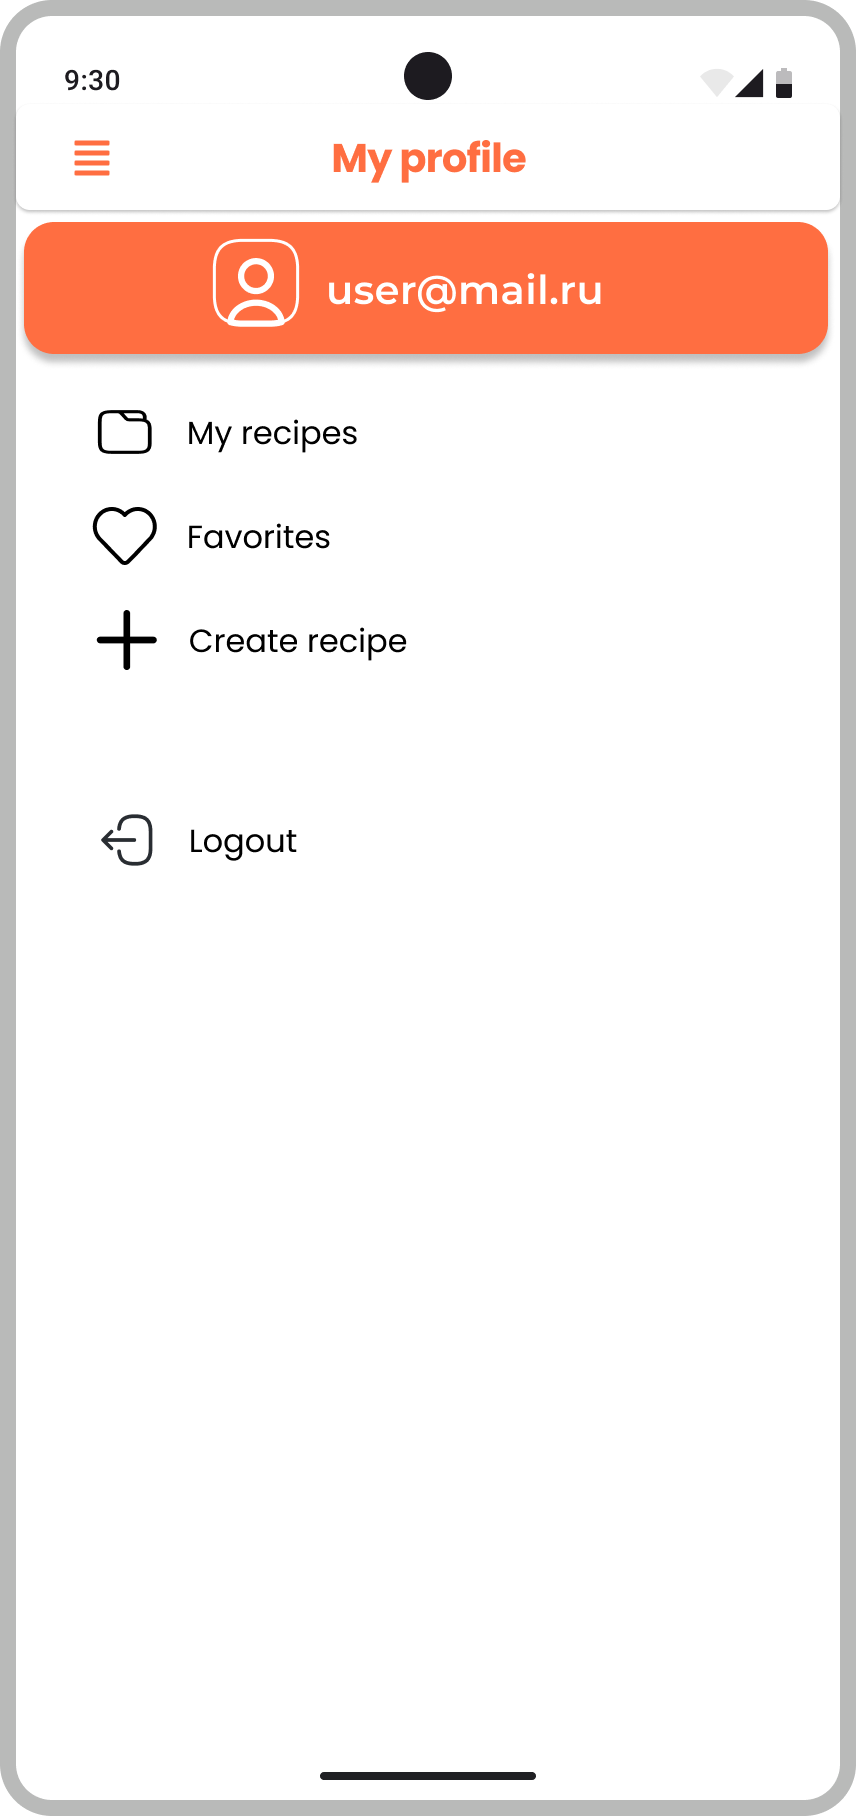 9:30
My profile
user@mail.ru
My recipes
Favorites
Create recipe
Logout